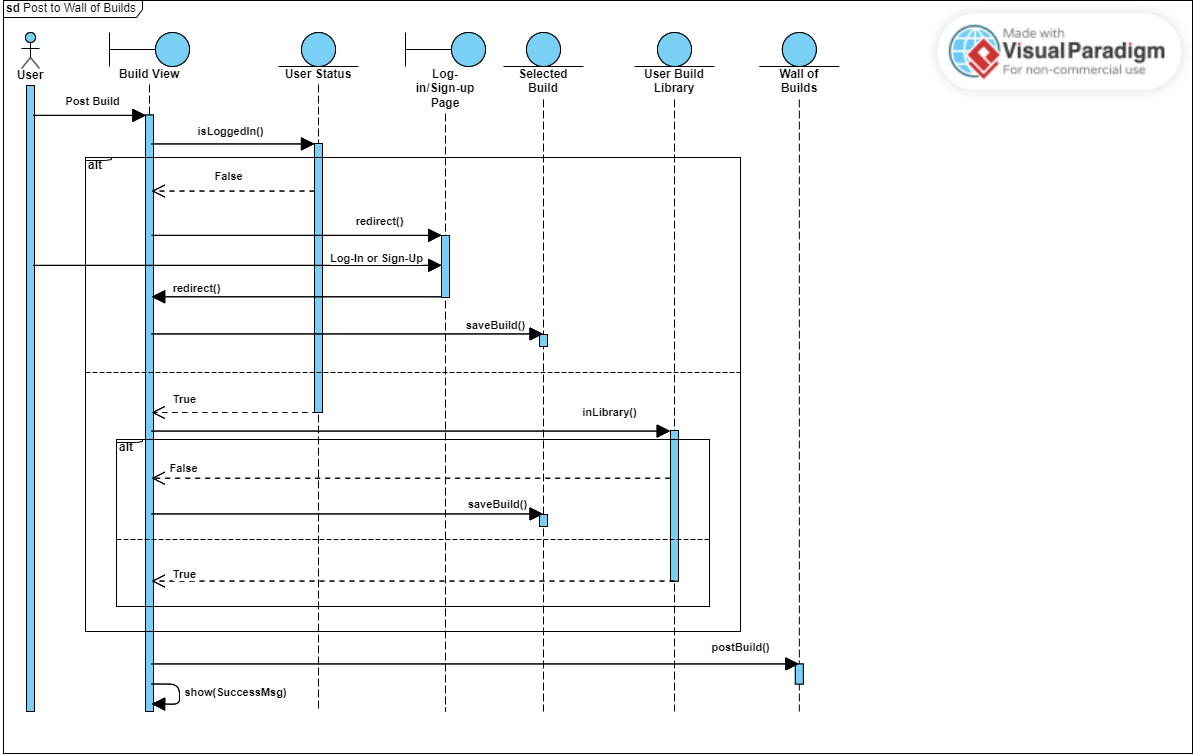 sd Post to Wall of Builds
Made with
VisualParadigm
For non-commercial use
User
Build View
User Status
Log-
in/Sign-up
Page
Selected
Build
User Build
Library
Wall of
Builds
Post Build
isLoggedIn()
alt
False
redirect()
Log-In or Sign-Up
redirect()
saveBuild()
True
inLibrary()
alt
False
saveBuild()
True
postBuild()
show(SuccessMsg)